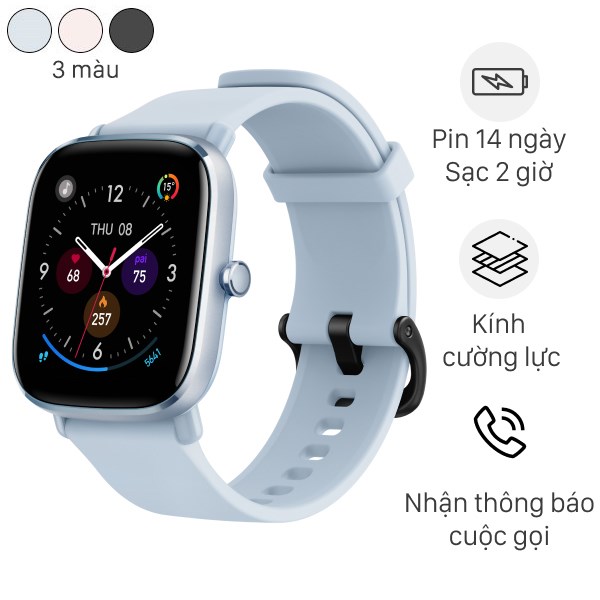 3 màu
Pin 14 ngày
Sạc 2 giờ
Kính
cường lực
Nhận thông báo
cuộc gọi
12
15°
THU 08
9
68
pai
75
3
257
6
5641